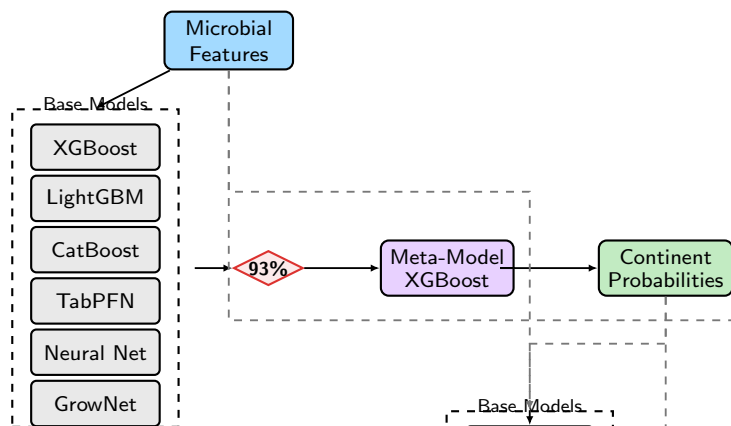 Microbial
Features
Base Models
XGBoost
LightGBM
CatBoost
TabPFN
Neural Net
GrowNet
93%
Meta-Model
XGBoost
Continent
Probabilities
Base Models